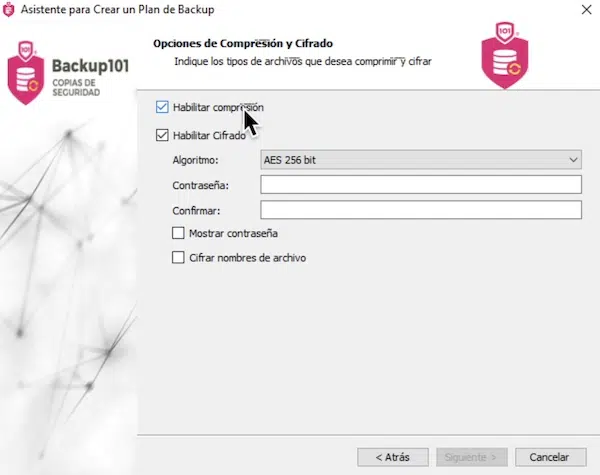 Asistente para Crear un Plan de Backup
101
Backup101
COPIAS DE
SEGURIDAD
Opciones de Compresión y Cifrado
Indique los tipos de archivos que desea comprimir y cifrar
101
Habilitar compresión
Habilitar Cifrado
Algoritmo:
AES 256 bit
Contraseña:
Confirmar:
Mostrar contraseña
Cifrar nombres de archivo
< Atrás
Siguiente >
Cancelar